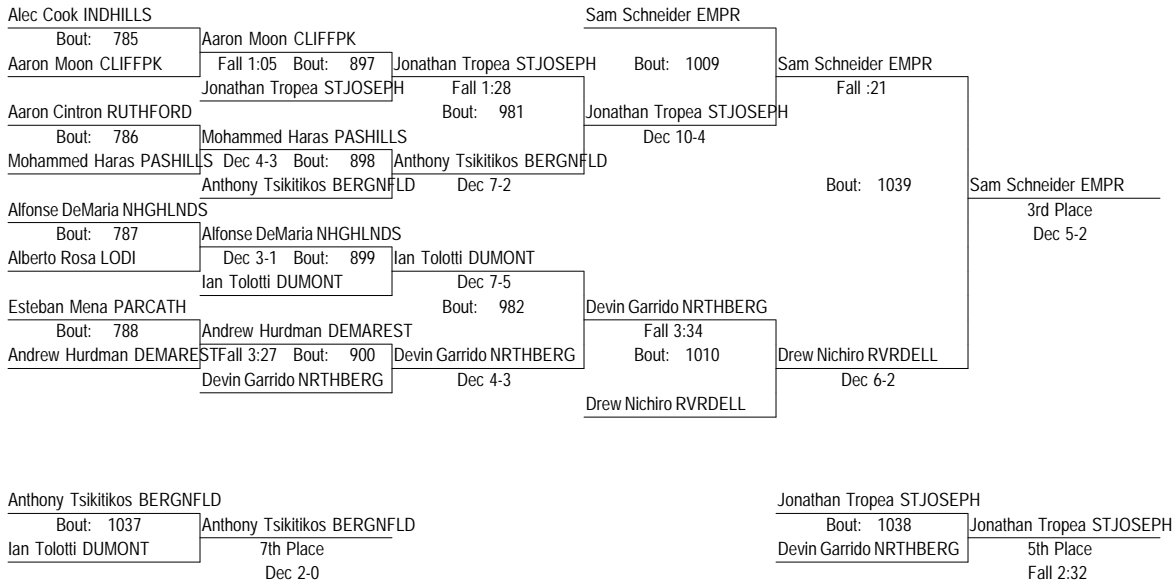 Alec Cook INDHILLS Sam Schneider EMPR
Bout: 785 Aaron Moon CLIFFPK
Aaron Moon CLIFFPK Fall 1:05 Bout: 897 Jonathan Tropea STJOSEPH Bout: 1009 Sam Schneider EMPR
Jonathan Tropea STJOSEPH Fall 1:28 Fall :21
Aaron Cintron RUTHFORD Bout: 981 Jonathan Tropea STJOSEPH
Bout: 786 Mohammed Haras PASHILLS Dec 10-4
Mohammed Haras PASHILLS Dec 4-3 Bout: 898 Anthony Tsikitikos BERGNFLD
Anthony Tsikitikos BERGNFLD Dec 7-2 Bout: 1039 Sam Schneider EMPR
Alfonse DeMaria NHGHLNDS 3rd Place
Bout: 787 Alfonse DeMaria NHGHLNDS Dec 5-2
Alberto Rosa LODI Dec 3-1 Bout: 899 Ian Tolotti DUMONT
Ian Tolotti DUMONT Dec 7-5
Esteban Mena PARCATH Bout: 982 Devin Garrido NRTHBERG
Bout: 788 Andrew Hurdman DEMAREST Fall 3:34
Andrew Hurdman DEMAREST Fall 3:27 Bout: 900 Devin Garrido NRTHBERG Bout: 1010 Drew Nichiro RVRDELL
Devin Garrido NRTHBERG Dec 4-3 Dec 6-2
Drew Nichiro RVRDELL
Anthony Tsikitikos BERGNFLD Jonathan Tropea STJOSEPH
Bout: 1037 Anthony Tsikitikos BERGNFLD Bout: 1038 Jonathan Tropea STJOSEPH
Ian Tolotti DUMONT 7th Place Devin Garrido NRTHBERG 5th Place
Dec 2-0 Fall 2:32